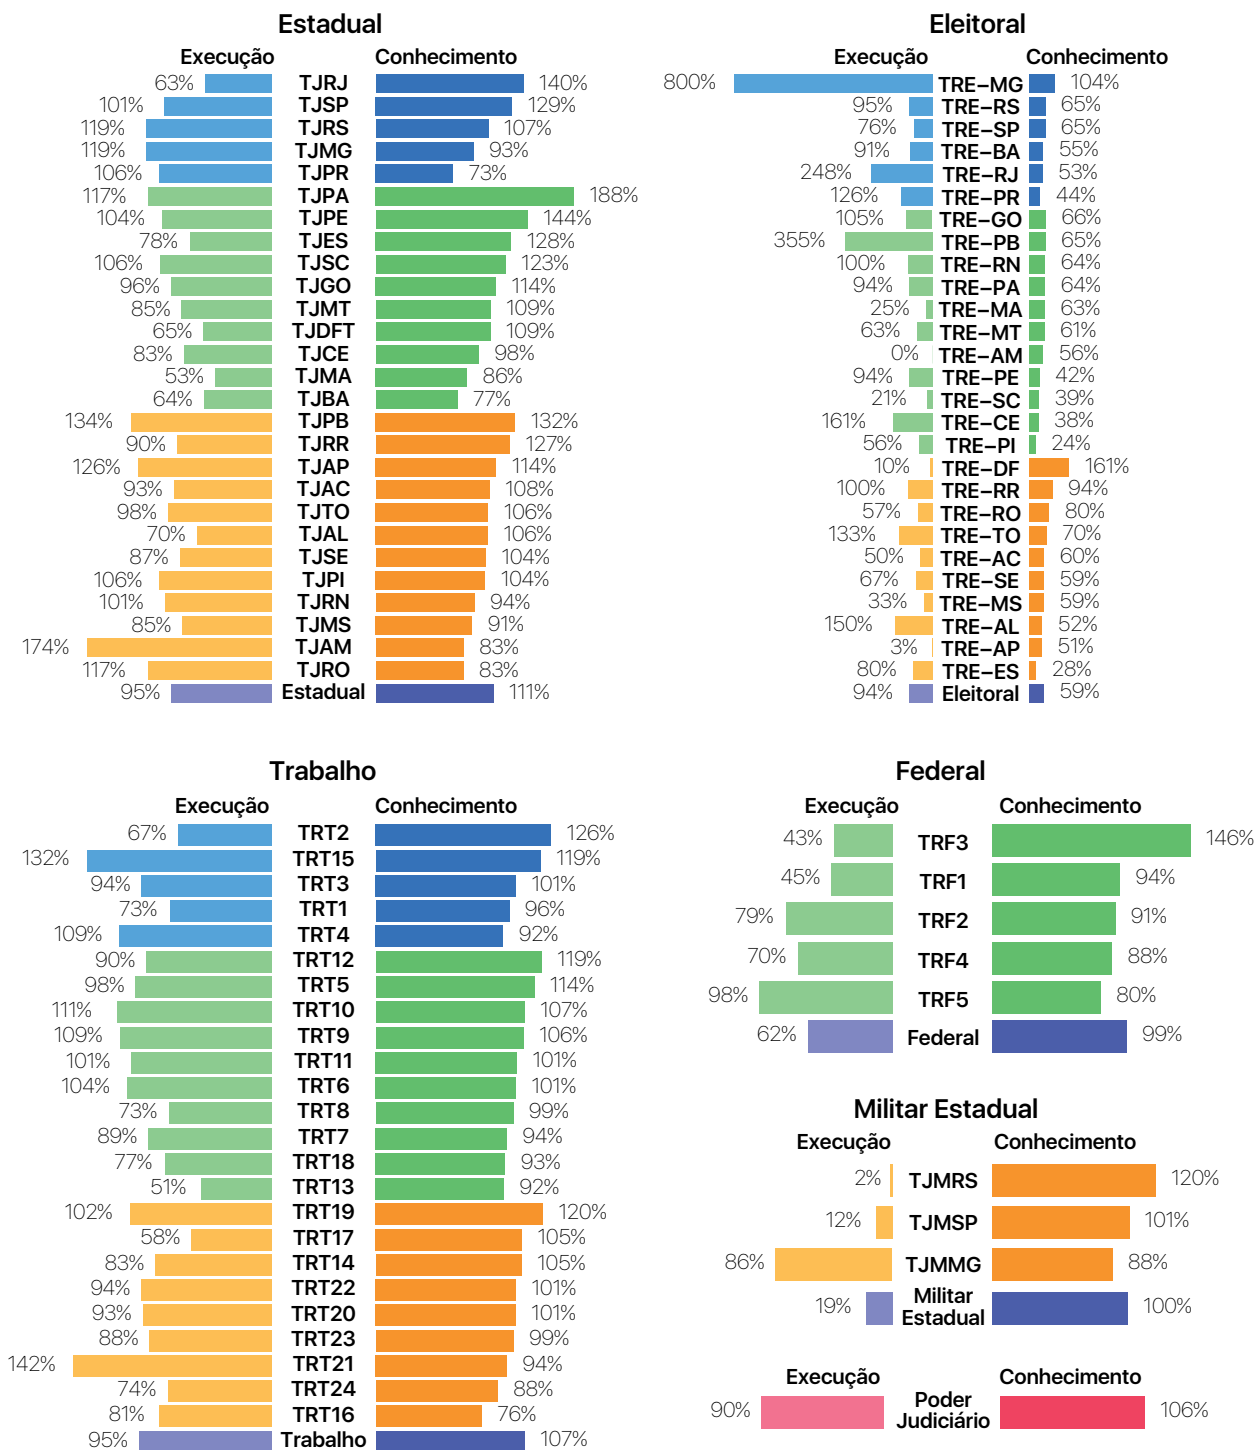 Estadual
Execução Conhecimento
63% TJRJ 140%
101% TJSP 129%
119% TJRS 107%
119% TJMG 93%
106% TJPR 73%
117% TJPA 188%
104% TJPE 144%
78% TJES 128%
106% TJSC 123%
96% TJGO 114%
85% TJMT 109%
65% TJDFT 109%
83% TJCE 98%
53% TJMA 86%
64% TJBA 77%
134% TJPB 132%
90% TJRR 127%
126% TJAP 114%
93% TJAC 108%
98% TJTO 106%
70% TJAL 106%
87% TJSE 104%
106% TJPI 104%
101% TJRN 94%
85% TJMS 91%
174% TJAM 83%
117% TJRO 83%
95% Estadual 111%
Eleitoral
Execução Conhecimento
800% TRE–MG 104%
95% TRE–RS 65%
76% TRE–SP 65%
91% TRE–BA 55%
248% TRE–RJ 53%
126% TRE–PR 44%
105% TRE–GO 66%
355% TRE–PB 65%
100% TRE–RN 64%
94% TRE–PA 64%
25% TRE–MA 63%
63% TRE–MT 61%
0% TRE–AM 56%
94% TRE–PE 42%
21% TRE–SC 39%
161% TRE–CE 38%
56% TRE–PI 24%
10% TRE–DF 161%
100% TRE–RR 94%
57% TRE–RO 80%
133% TRE–TO 70%
50% TRE–AC 60%
67% TRE–SE 59%
33% TRE–MS 59%
150% TRE–AL 52%
3% TRE–AP 51%
80% TRE–ES 28%
94% Eleitoral 59%
Trabalho
Execução Conhecimento
67% TRT2 126%
132% TRT15 119%
94% TRT3 101%
73% TRT1 96%
109% TRT4 92%
90% TRT12 119%
98% TRT5 114%
111% TRT10 107%
109% TRT9 106%
101% TRT11 101%
104% TRT6 101%
73% TRT8 99%
89% TRT7 94%
77% TRT18 93%
51% TRT13 92%
102% TRT19 120%
58% TRT17 105%
83% TRT14 105%
94% TRT22 101%
93% TRT20 101%
88% TRT23 99%
142% TRT21 94%
74% TRT24 88%
81% TRT16 76%
95% Trabalho 107%
Federal
Execução Conhecimento
43% TRF3 146%
45% TRF1 94%
79% TRF2 91%
70% TRF4 88%
98% TRF5 80%
62% Federal 99%
Militar Estadual
Execução Conhecimento
2% TJMRS 120%
12% TJMSP 101%
86% TJMMG 88%
19% Militar 100%
Estadual
Execução Conhecimento
90% Poder 106%
Judiciário